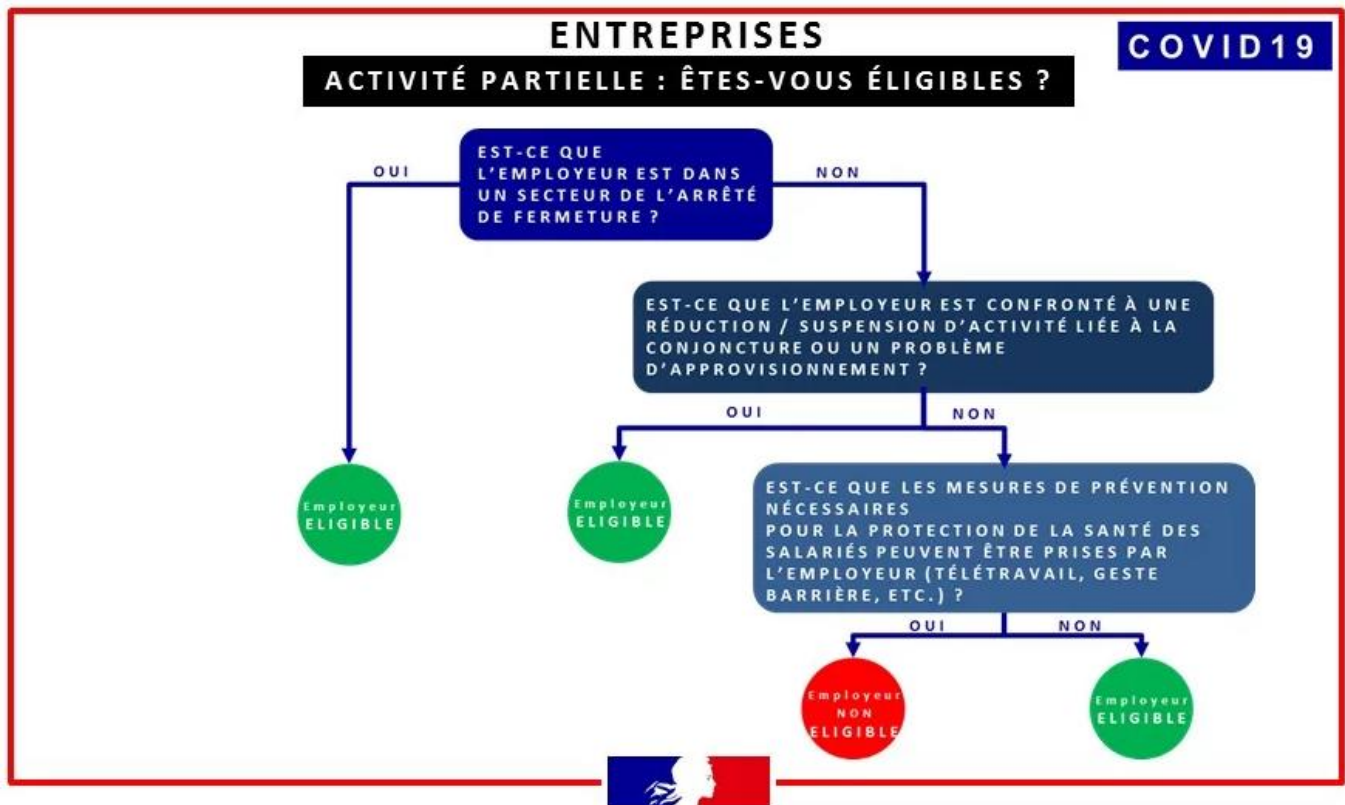 ENTREPRISES
COVID19
ACTIVITÉ PARTIELLE : ÊTES-VOUS ÉLIGIBLES ?
EST-CE QUE
L'EMPLOYEUR EST DANS
UN SECTEUR DE L'ARRÊTÉ
DE FERMETURE ?
OUI
NON
EST-CE QUE L'EMPLOYEUR EST CONFRONTÉ À UNE
RÉDUCTION / SUSPENSION D'ACTIVITÉ LIÉE À LA
CONJONCTURE OU UN PROBLÈME
D'APPROVISIONNEMENT ?
OUI
NON
Employeur
ELIGIBLE
Employeur
ELIGIBLE
EST-CE QUE LES MESURES DE PRÉVENTION
NÉCESSAIRES
POUR LA PROTECTION DE LA SANTÉ DES
SALARIÉS PEUVENT ÊTRE PRISES PAR
L'EMPLOYEUR (TÉLÉTRAVAIL, GESTE
BARRIÈRE, ETC.) ?
OUI
NON
Employeur
NON
ELIGIBLE
Employeur
ELIGIBLE